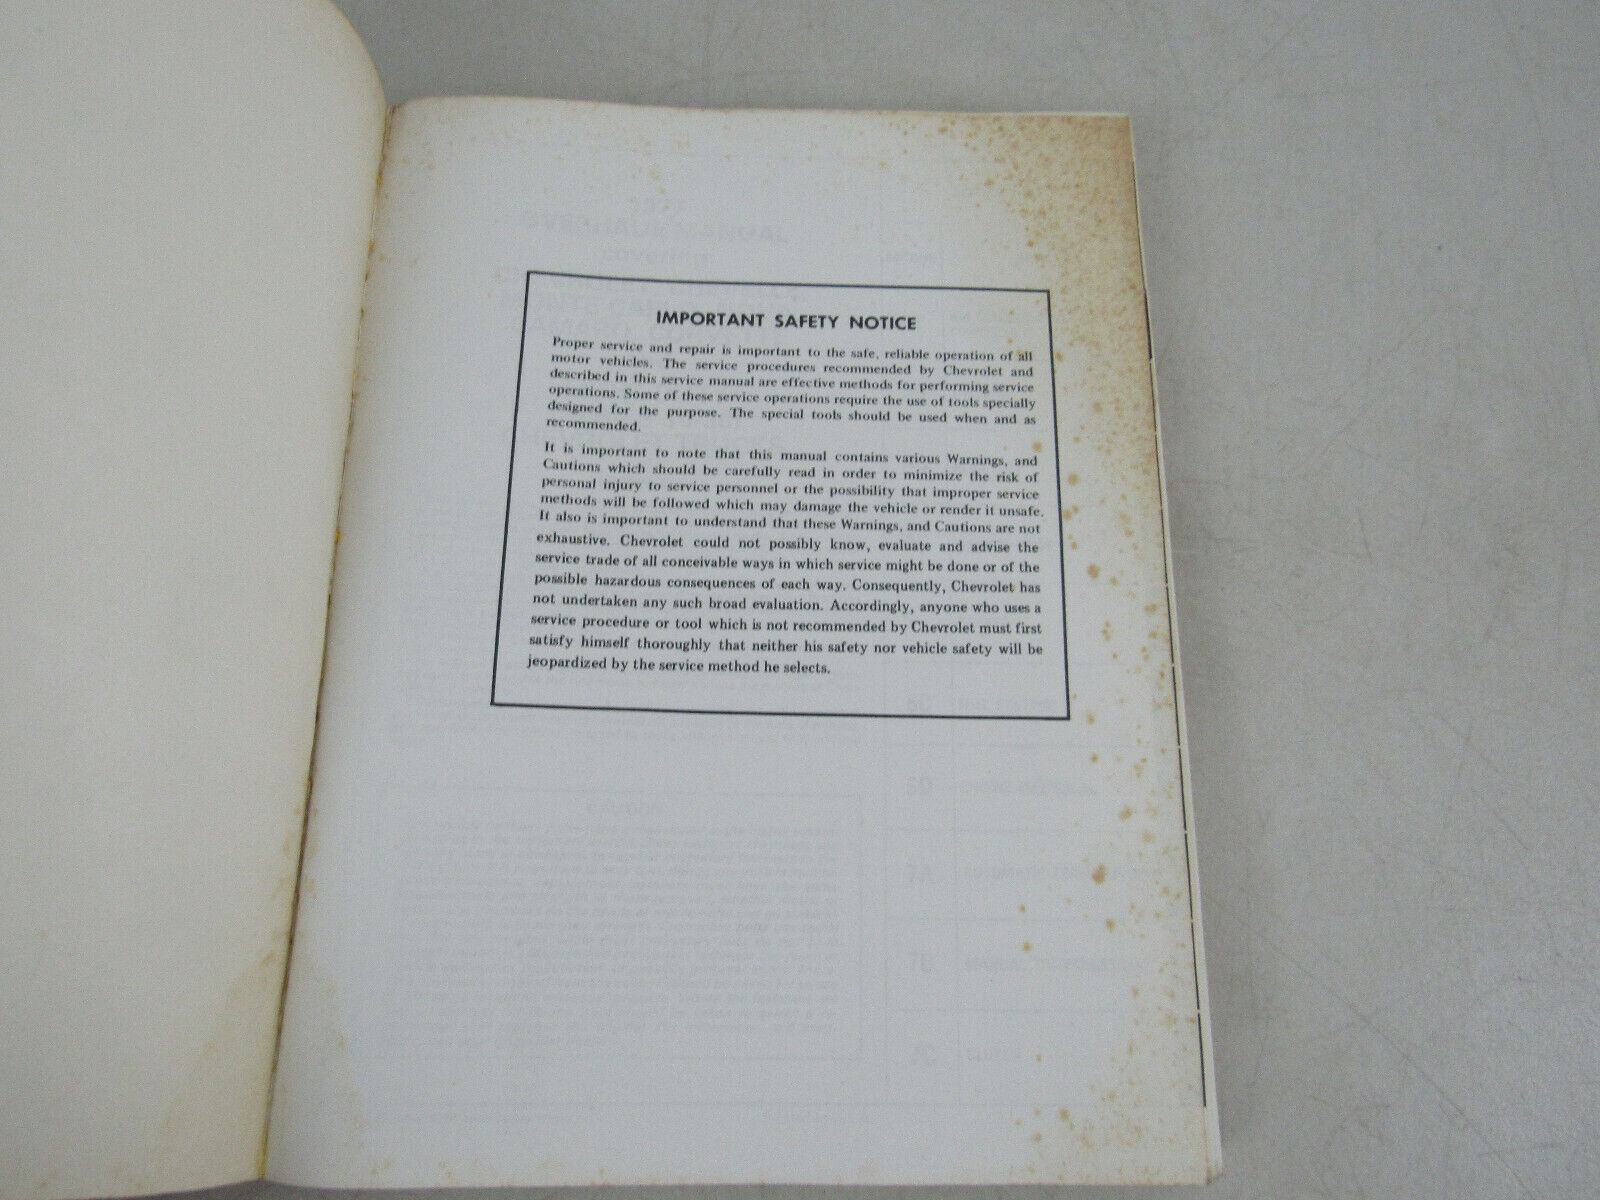 IMPORTANT SAFETY NOTICE
Proper service and repair is important to the safe, reliable operation of all
motor vehicles. The service procedures recommended by Chevrolet and
described in this service manual are effective methods for performing service
operations. Some of these service operations require the use of tools specially
designed for the purpose. The special tools should be used when and as
recommended.
It is important to note that this manual contains various Warnings, and
Cautions which should be carefully read in order to minimize the risk of
personal injury to service personnel or the possibility that improper service
methods will be followed which may damage the vehicle or render it unsafe.
It also is important to understand that these Warnings, and Cautions are not
exhaustive. Chevrolet could not possibly know, evaluate and advise the
service trade of all conceivable ways in which service might be done or of the
possible hazardous consequences of each way. Consequently, Chevrolet has
not undertaken any such broad evaluation. Accordingly, anyone who uses a
service procedure or tool which is not recommended by Chevrolet must first
satisfy himself thoroughly that neither his safety nor vehicle safety will be
jeopardized by the service method he selects.